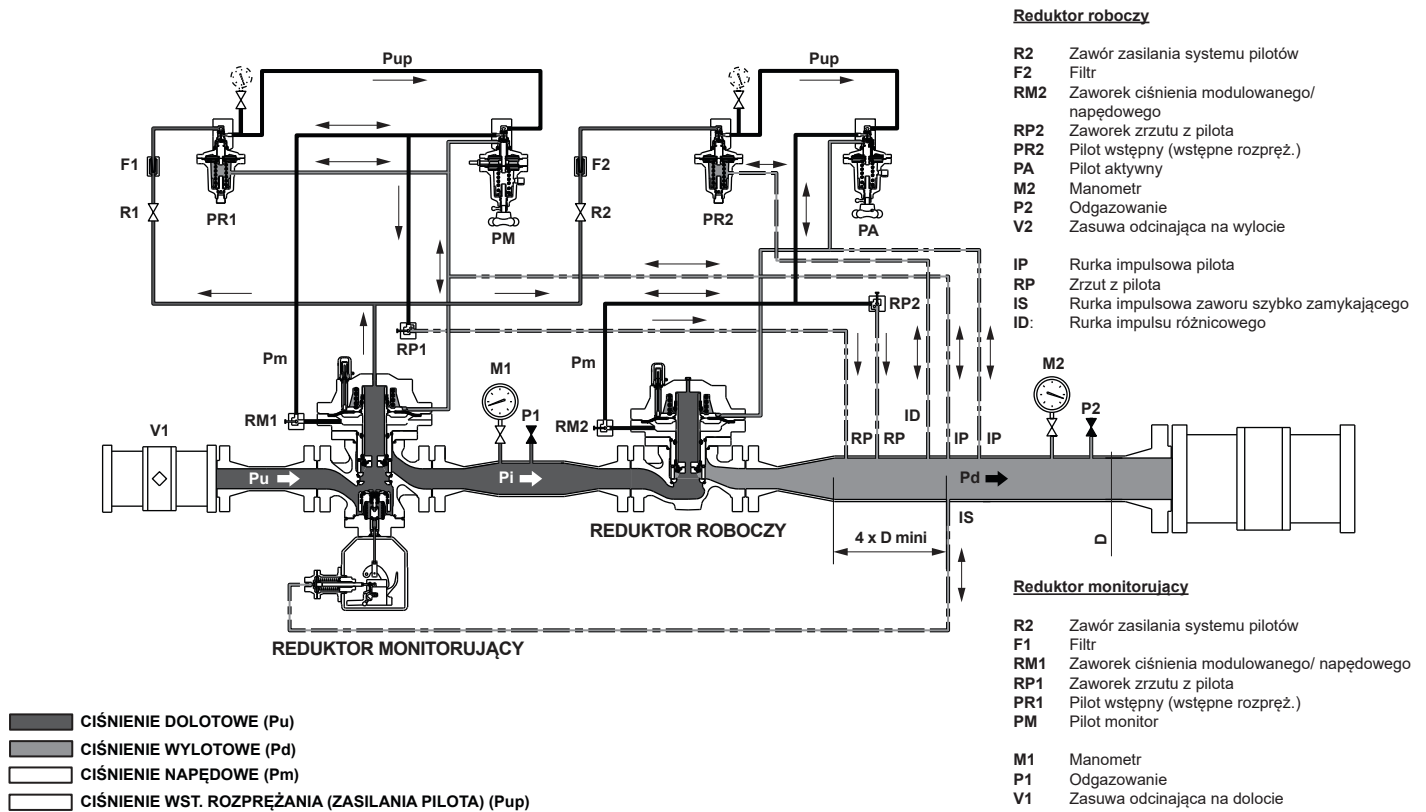 Reduktor roboczy
R2 Zawór zasilania systemu pilotów
F2 Filtr
RM2 Zaworek ciśnienia modulowanego/
napędowego
RP2 Zaworek zrzutu z pilota
PR2 Pilot wstępny (wstępne rozpręż.)
PA Pilot aktywny
M2 Manometr
P2 Odgazowanie
V2 Zasuwa odcinająca na wylocie
IP Rurka impulsowa pilota
RP Zrzut z pilota
IS Rurka impulsowa zaworu szybko zamykającego
ID: Rurka impulsu różnicowego
Pup
Pup
F1
F2
R1
PR1
PM
R2
PR2
PA
RP2
RP1
Pm
M1
Pm
M2
RM1
P1
RM2
ID
P2
V1
RP
RP
IP
IP
Pu
Pi
Pd
REDUKTOR ROBOCZY
IS
4 x D mini
D
REDUKTOR MONITORUJĄCY
Reduktor monitorujący
R2 Zawór zasilania systemu pilotów
F1 Filtr
RM1 Zaworek ciśnienia modulowanego/ napędowego
RP1 Zaworek zrzutu z pilota
PR1 Pilot wstępny (wstępne rozpręż.)
PM Pilot monitor
M1 Manometr
P1 Odgazowanie
V1 Zasuwa odcinająca na dolocie
CIŚNIENIE DOLOTOWE (Pu)
CIŚNIENIE WYLOTOWE (Pd)
CIŚNIENIE NAPĘDOWE (Pm)
CIŚNIENIE WST. ROZPRĘŻANIA (ZASILANIA PILOTA) (Pup)